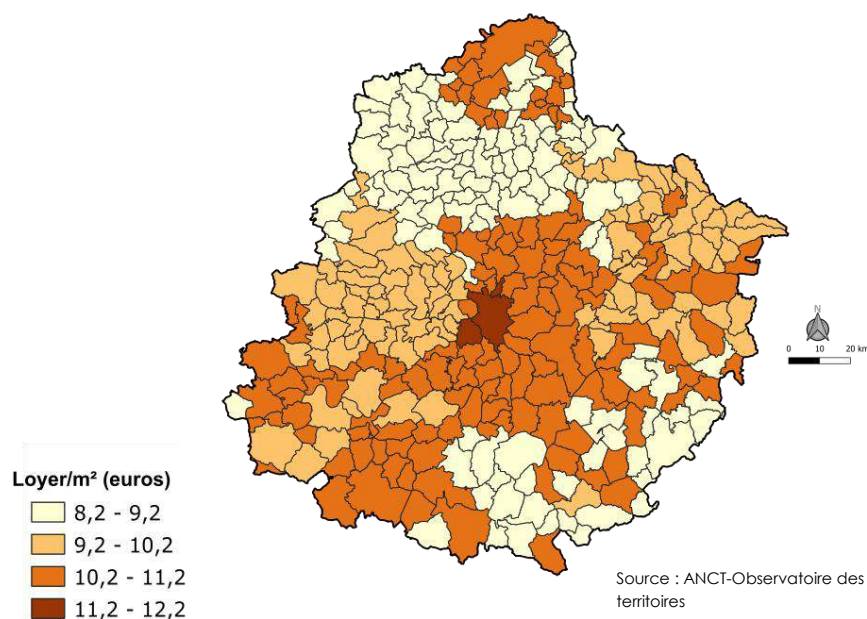 N
0 10 20 km
Loyer/m² (euros)
8,2 - 9,2
9,2 - 10,2
10,2 - 11,2
11,2 - 12,2
Source : ANCT-Observatoire des
territoires